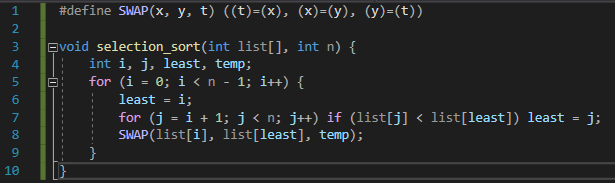 1 #define SWAP(x, y, t) ((t)=(x), (x)=(y), (y)=(t))
2
3 void selection_sort(int list[], int n) {
4 int i, j, least, temp;
5 for (i = 0; i < n - 1; i++) {
6 least = i;
7 for (j = i + 1; j < n; j++) if (list[j] < list[least]) least = j;
8 SWAP(list[i], list[least], temp);
9 }
10 }